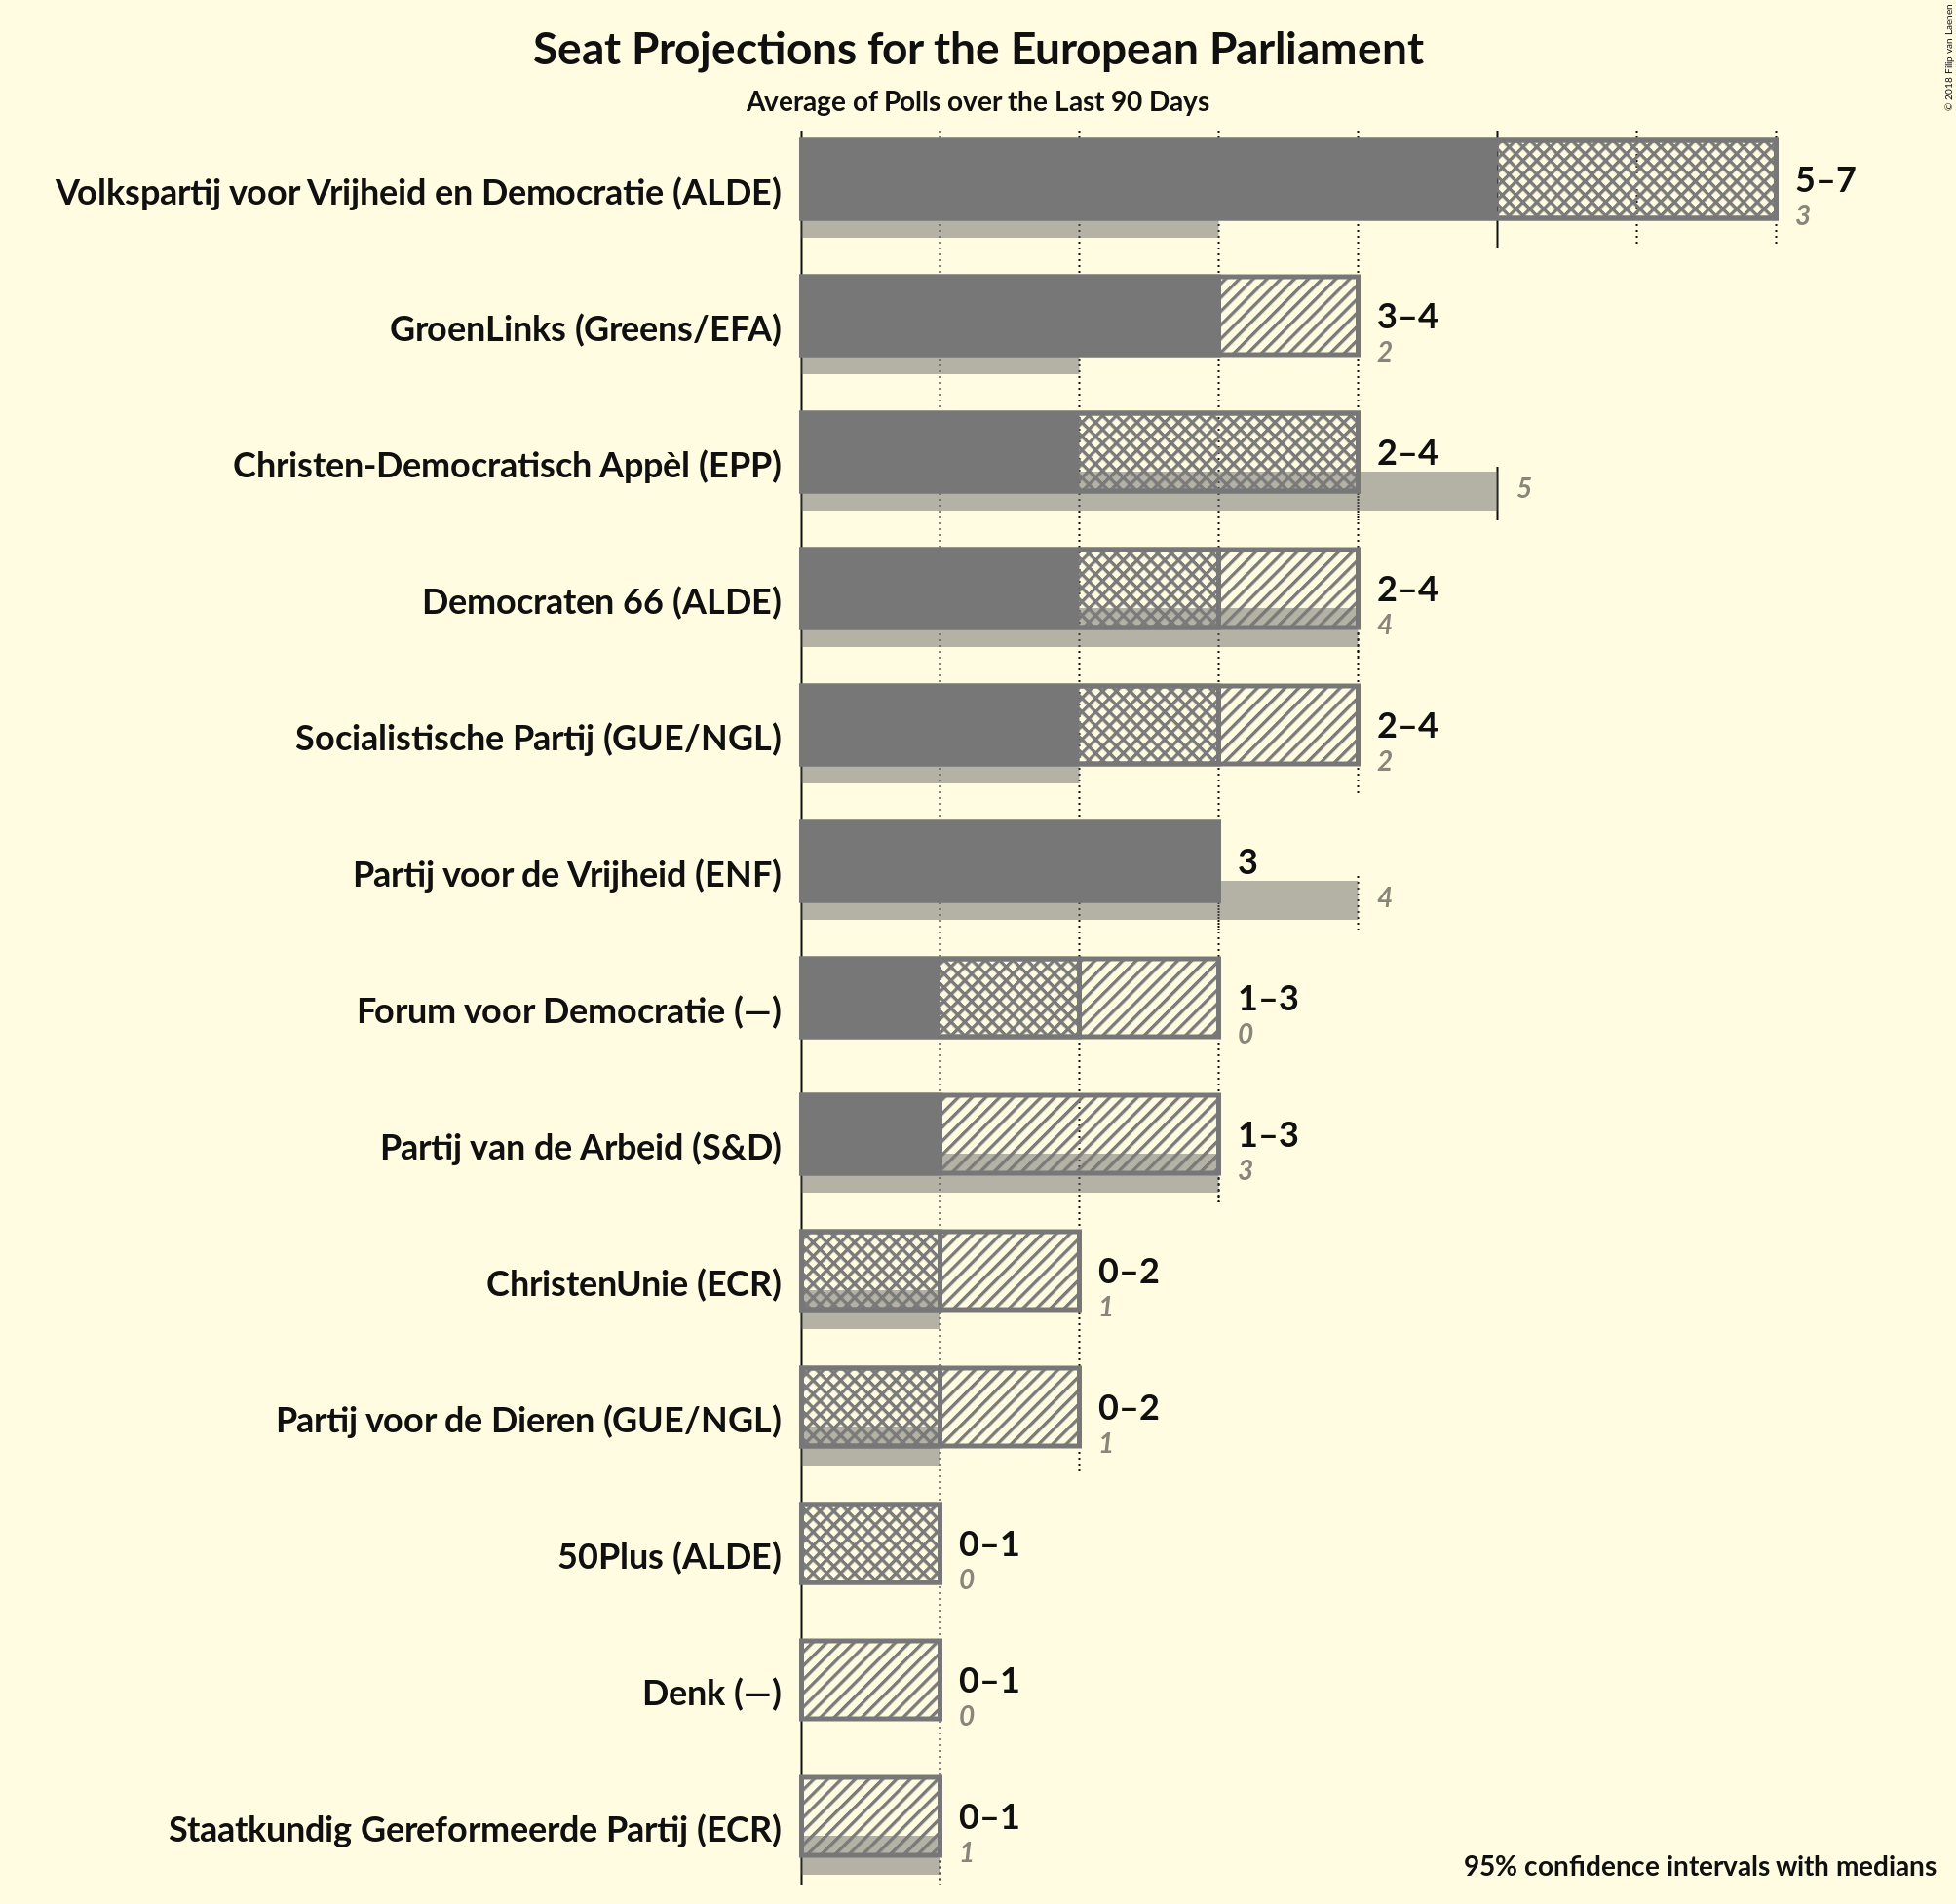 Seat Projections for the European Parliament
Average of Polls over the Last 90 Days
© 2018 Filip van Laenen
Volkspartij voor Vrijheid en Democratie (ALDE)
5–7
3
GroenLinks (Greens/EFA)
3–4
2
Christen-Democratisch Appèl (EPP)
2–4
5
Democraten 66 (ALDE)
2–4
4
Socialistische Partij (GUE/NGL)
2–4
2
Partij voor de Vrijheid (ENF)
3
4
Forum voor Democratie (—)
1–3
0
Partij van de Arbeid (S&D)
1–3
3
ChristenUnie (ECR)
0–2
1
Partij voor de Dieren (GUE/NGL)
0–2
1
50Plus (ALDE)
0–1
0
Denk (—)
0–1
0
Staatkundig Gereformeerde Partij (ECR)
0–1
1
95% confidence intervals with medians